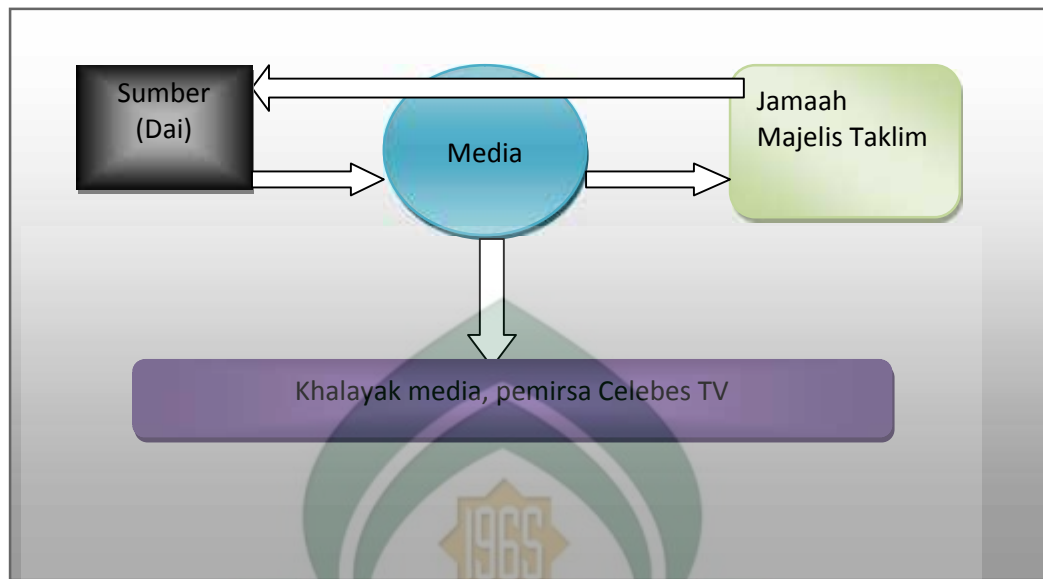 Sumber
(Dai)
Media
Jamaah
Majelis Taklim
Khalayak media, pemirsa Celebes TV
1965